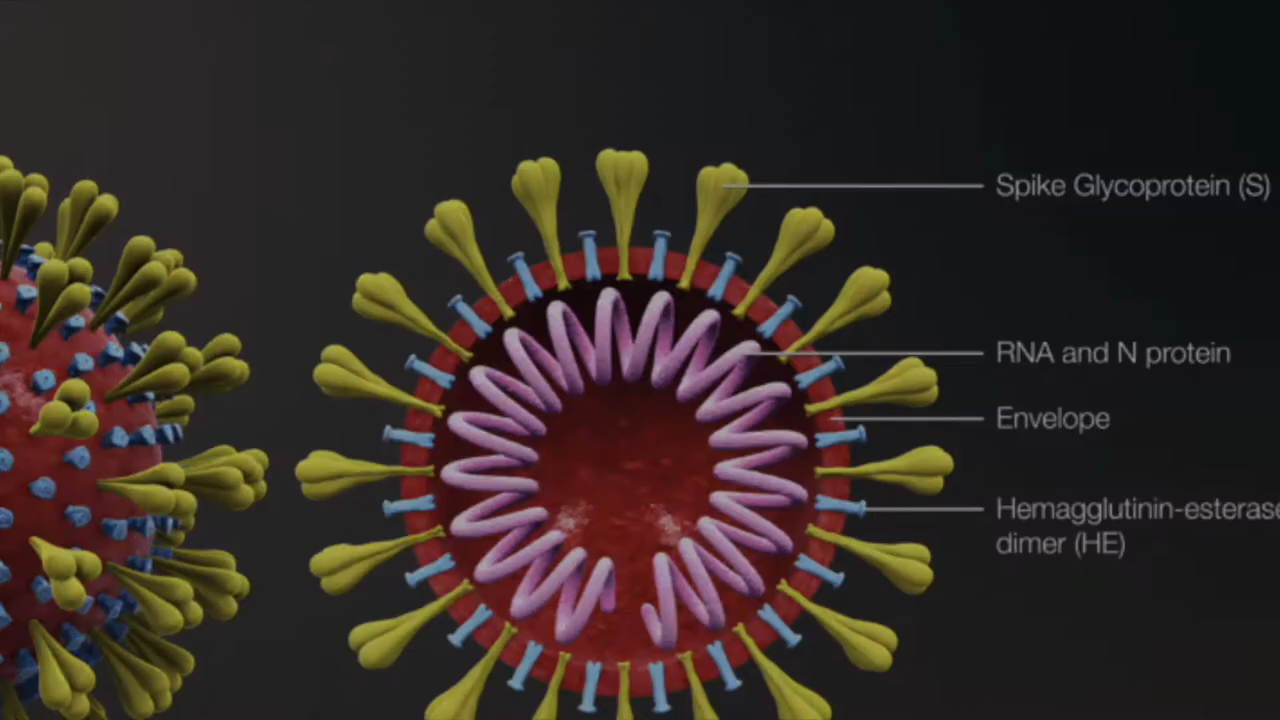 Spike Glycoprotein (S)
RNA and N protein
Envelope
Hemagglutinin-esterase
dimer (HE)